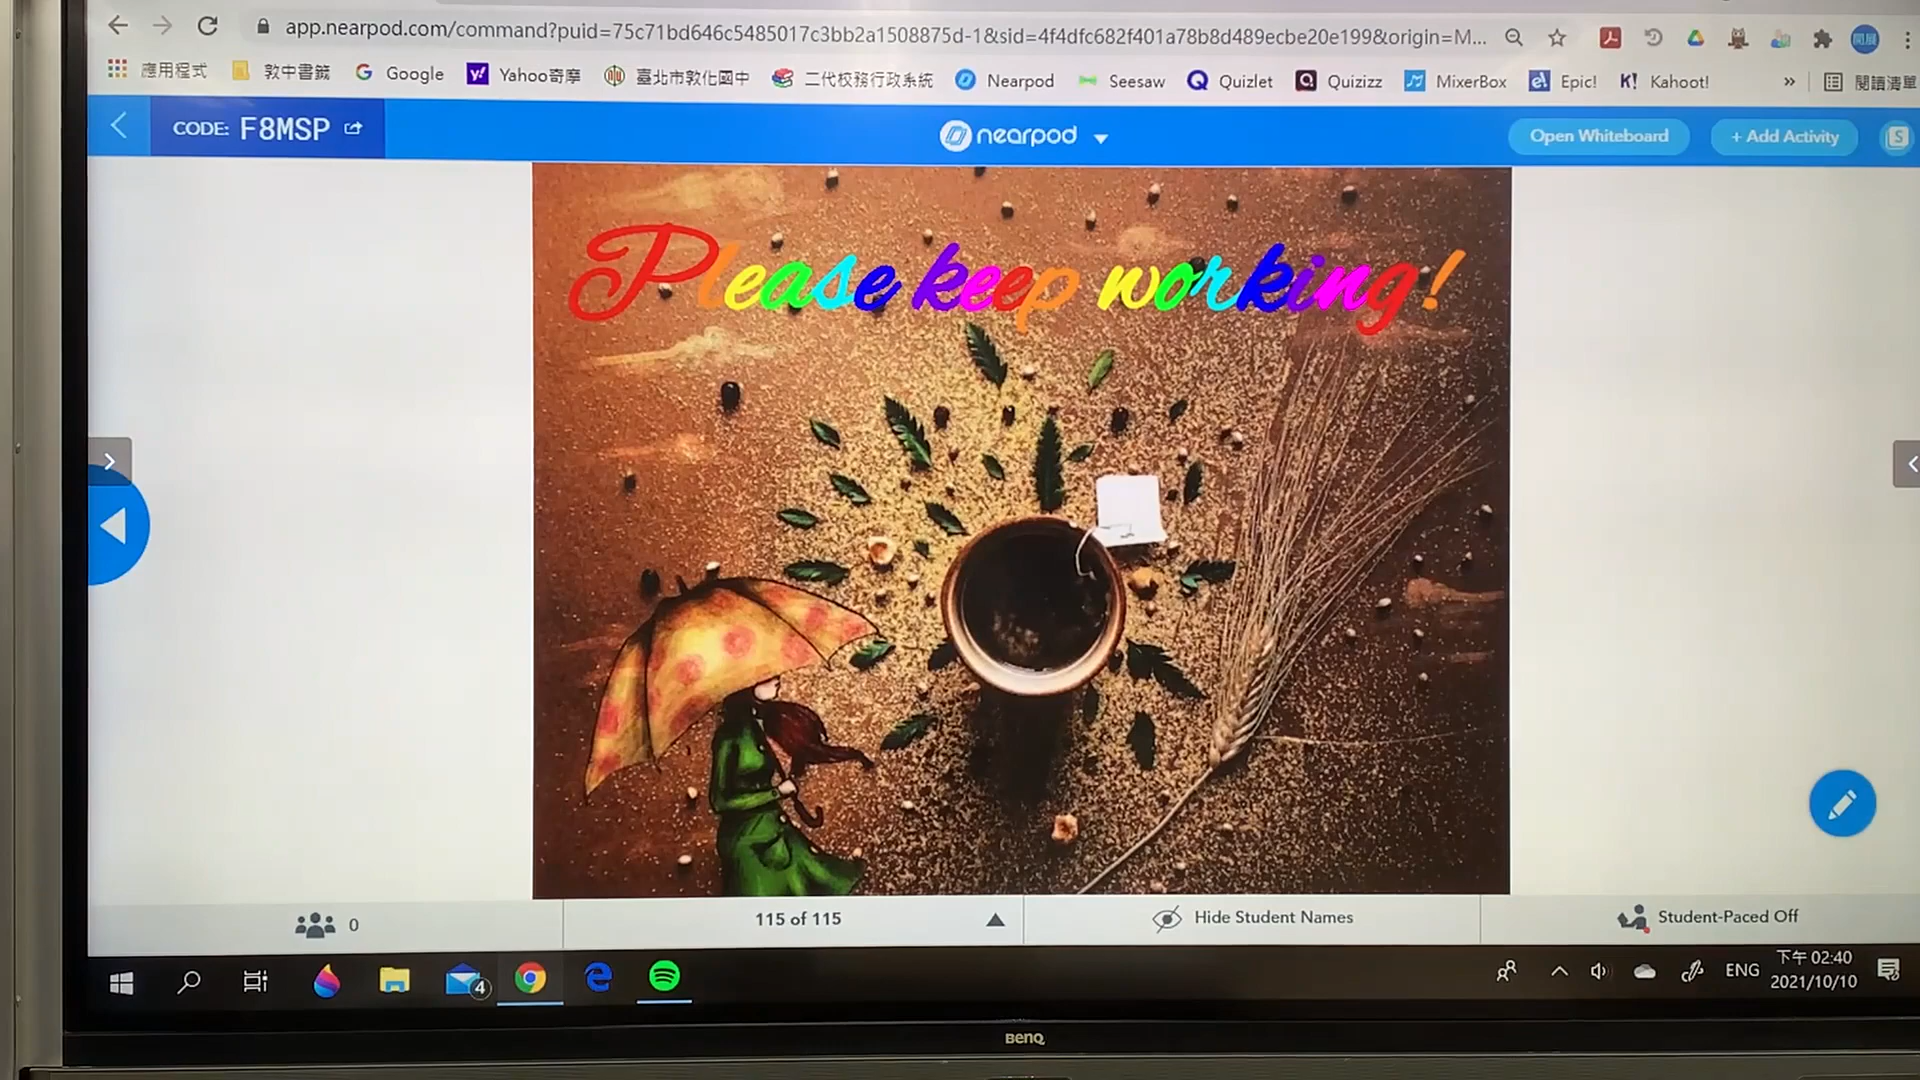 app.nearpod.com/command?puid=75c71bd646c5485017c3bb2a1508875d-1&sid=4f4dfc682f401a78b8d489ecbe20e199&origin=M...
應用程式 敦中書籤 Google Yahoo奇摩 臺北市敦化國中 二代校務行政系統 Nearpod Seesaw Quizlet Quizizz MixerBox Epic! Kahoot! » 閱讀清單
CODE: F8MSP nearpod Open Whiteboard + Add Activity S
Please keep working!
0 115 of 115 Hide Student Names Student-Paced Off
4 ENG 下午 02:40
2021/10/10
BenQ